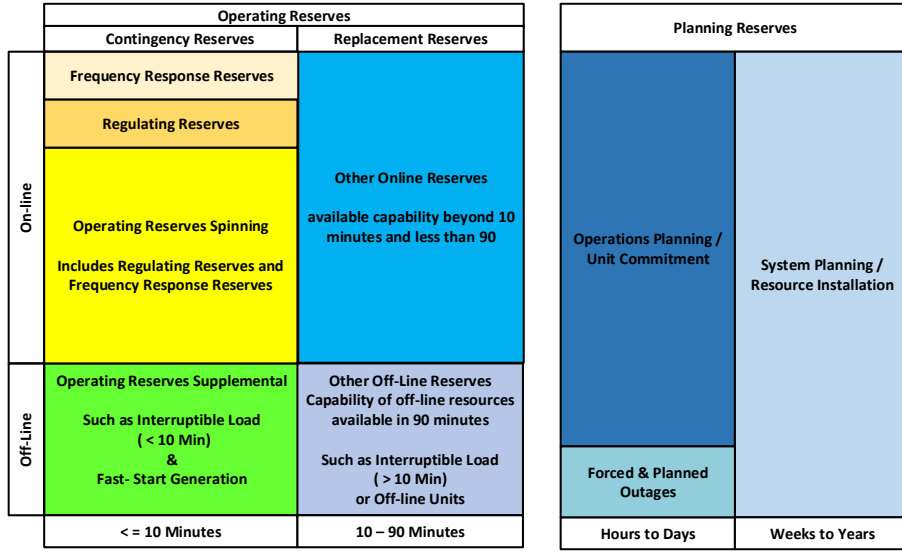 Operating Reserves
Contingency Reserves
Replacement Reserves
On-line
Frequency Response Reserves
Regulating Reserves
Operating Reserves Spinning
Includes Regulating Reserves and
Frequency Response Reserves
Other Online Reserves
available capability beyond 10
minutes and less than 90
Off-Line
Operating Reserves Supplemental
Such as Interruptible Load
( < 10 Min)
&
Fast- Start Generation
Other Off-Line Reserves
Capability of off-line resources
available in 90 minutes
Such as Interruptible Load
( > 10 Min)
or Off-line Units
< = 10 Minutes
10 – 90 Minutes
Planning Reserves
Operations Planning /
Unit Commitment
System Planning /
Resource Installation
Forced & Planned
Outages
Hours to Days
Weeks to Years